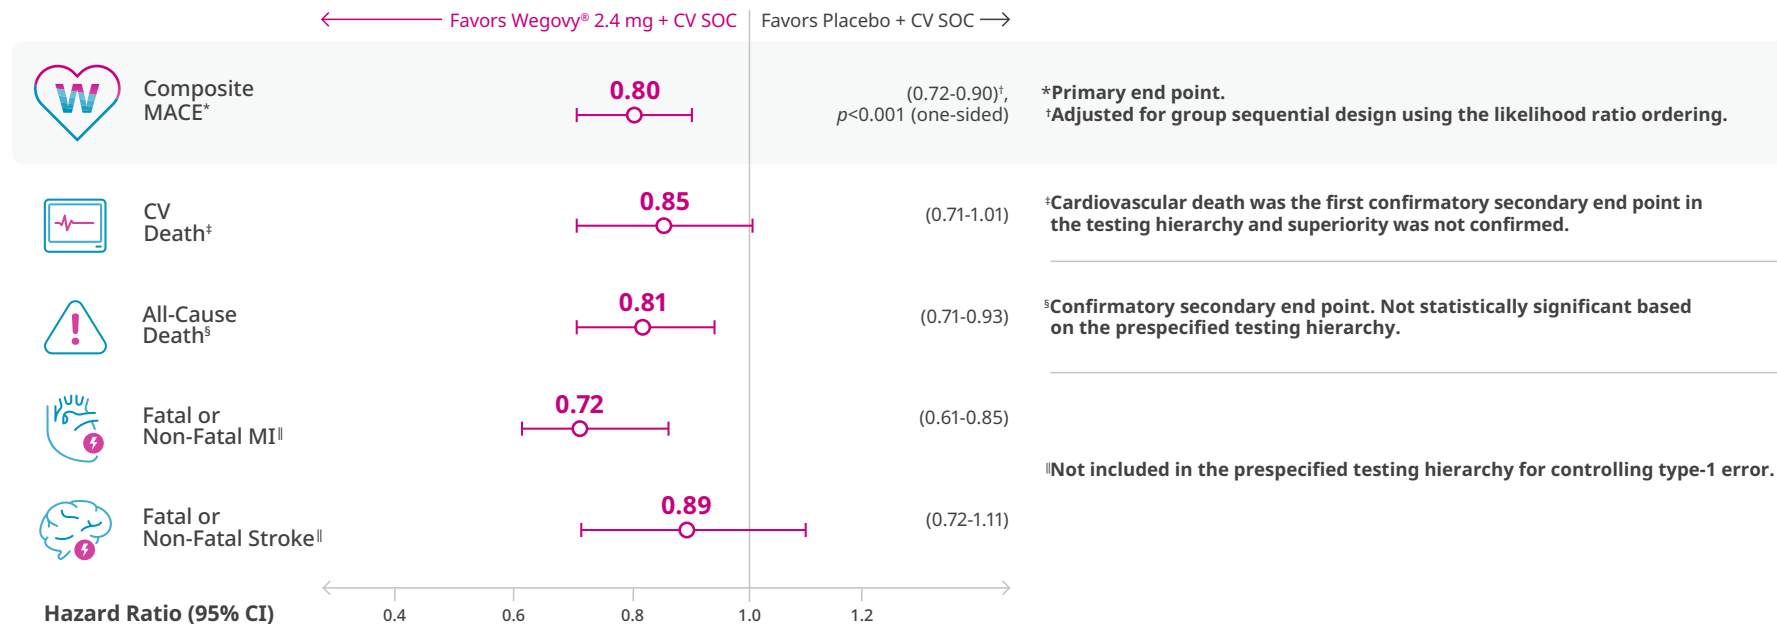 Favors Wegovy® 2.4 mg + CV SOC
Favors Placebo + CV SOC
W
Composite
MACE*
0.80
(0.72-0.90)†,
p<0.001 (one-sided)
*Primary end point.
†Adjusted for group sequential design using the likelihood ratio ordering.
CV
Death‡
0.85
(0.71-1.01)
‡Cardiovascular death was the first confirmatory secondary end point in
the testing hierarchy and superiority was not confirmed.
All-Cause
Death§
0.81
(0.71-0.93)
§Confirmatory secondary end point. Not statistically significant based
on the prespecified testing hierarchy.
Fatal or
Non-Fatal MI‖
0.72
(0.61-0.85)
‖Not included in the prespecified testing hierarchy for controlling type-1 error.
Fatal or
Non-Fatal Stroke‖
0.89
(0.72-1.11)
Hazard Ratio (95% CI)
0.4 0.6 0.8 1.0 1.2